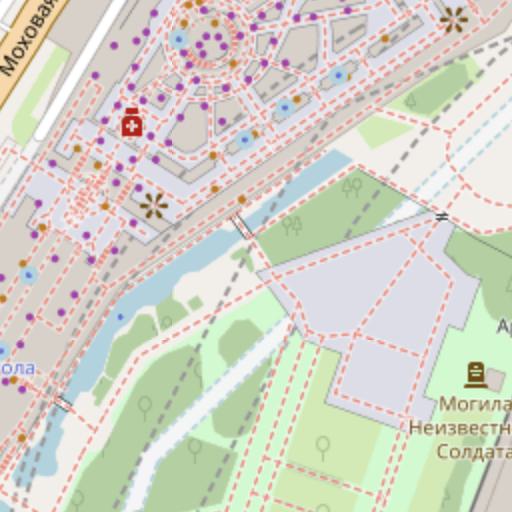 Моховая
ола
А
Могила
Неизвестн
Солдата